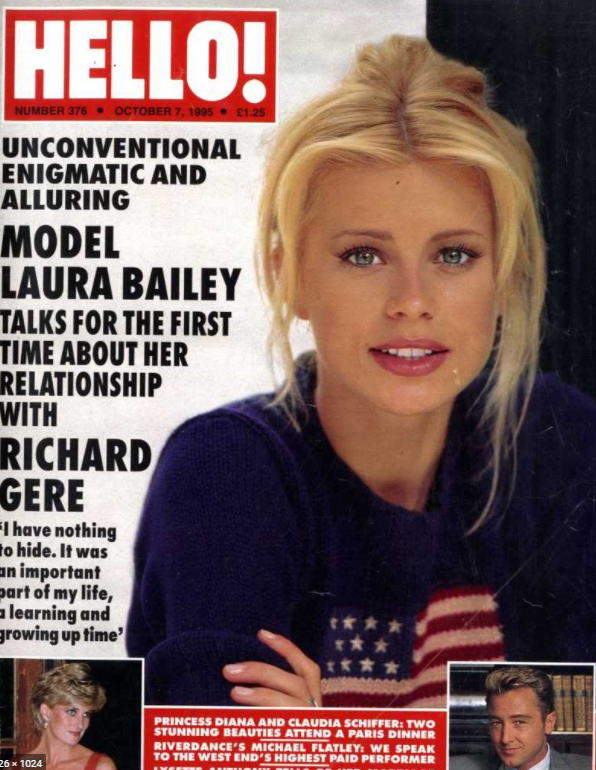 HELLO!
NUMBER 376 • OCTOBER 7, 1995 • £1.25
UNCONVENTIONAL
ENIGMATIC AND
ALLURING
MODEL
LAURA BAILEY
TALKS FOR THE FIRST
TIME ABOUT HER
RELATIONSHIP
WITH
RICHARD
GERE
‘I have nothing
to hide. It was
an important
part of my life,
a learning and
growing up time’
PRINCESS DIANA AND CLAUDIA SCHIFFER: TWO
STUNNING BEAUTIES ATTEND A PARIS DINNER
RIVERDANCE'S MICHAEL FLATLEY: WE SPEAK
TO THE WEST END'S HIGHEST PAID PERFORMER
26 × 1024